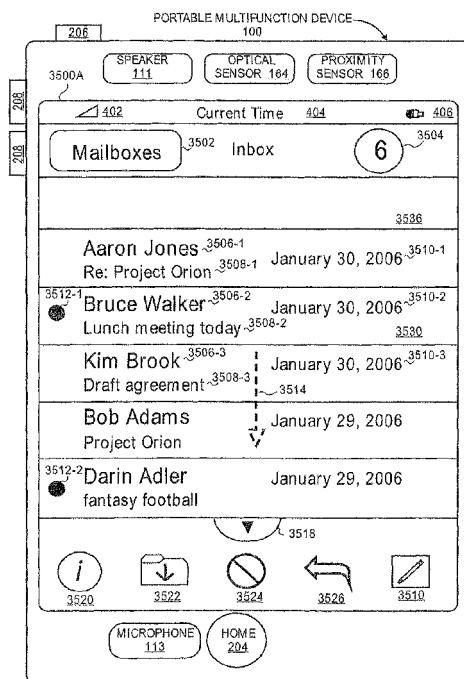 PORTABLE MULTIFUNCTION DEVICE
100
206
SPEAKER
111
OPTICAL
SENSOR 164
PROXIMITY
SENSOR 166
3500A
208
208
402
Current Time
404
406
Mailboxes
3502
Inbox
6
3504
3536
Aaron Jones 3506-1
Re: Project Orion 3508-1
January 30, 2006 3510-1
3512-1
Bruce Walker 3506-2
Lunch meeting today 3508-2
January 30, 2006 3510-2
3530
Kim Brook 3506-3
Draft agreement 3508-3
January 30, 2006 3510-3
3514
Bob Adams
Project Orion
January 29, 2006
3512-2
Darin Adler
fantasy football
January 29, 2006
3518
i
3520
3522
3524
3526
3510
MICROPHONE
113
HOME
204